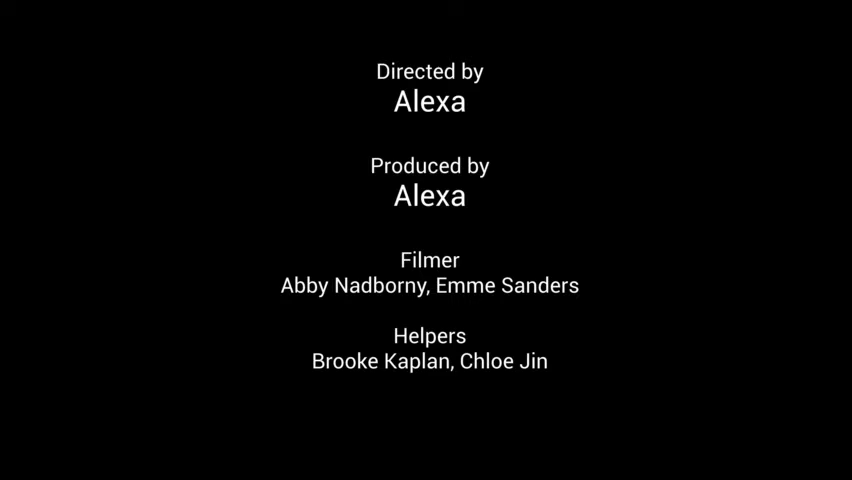 Directed by
Alexa
Produced by
Alexa
Filmer
Abby Nadborny, Emme Sanders
Helpers
Brooke Kaplan, Chloe Jin